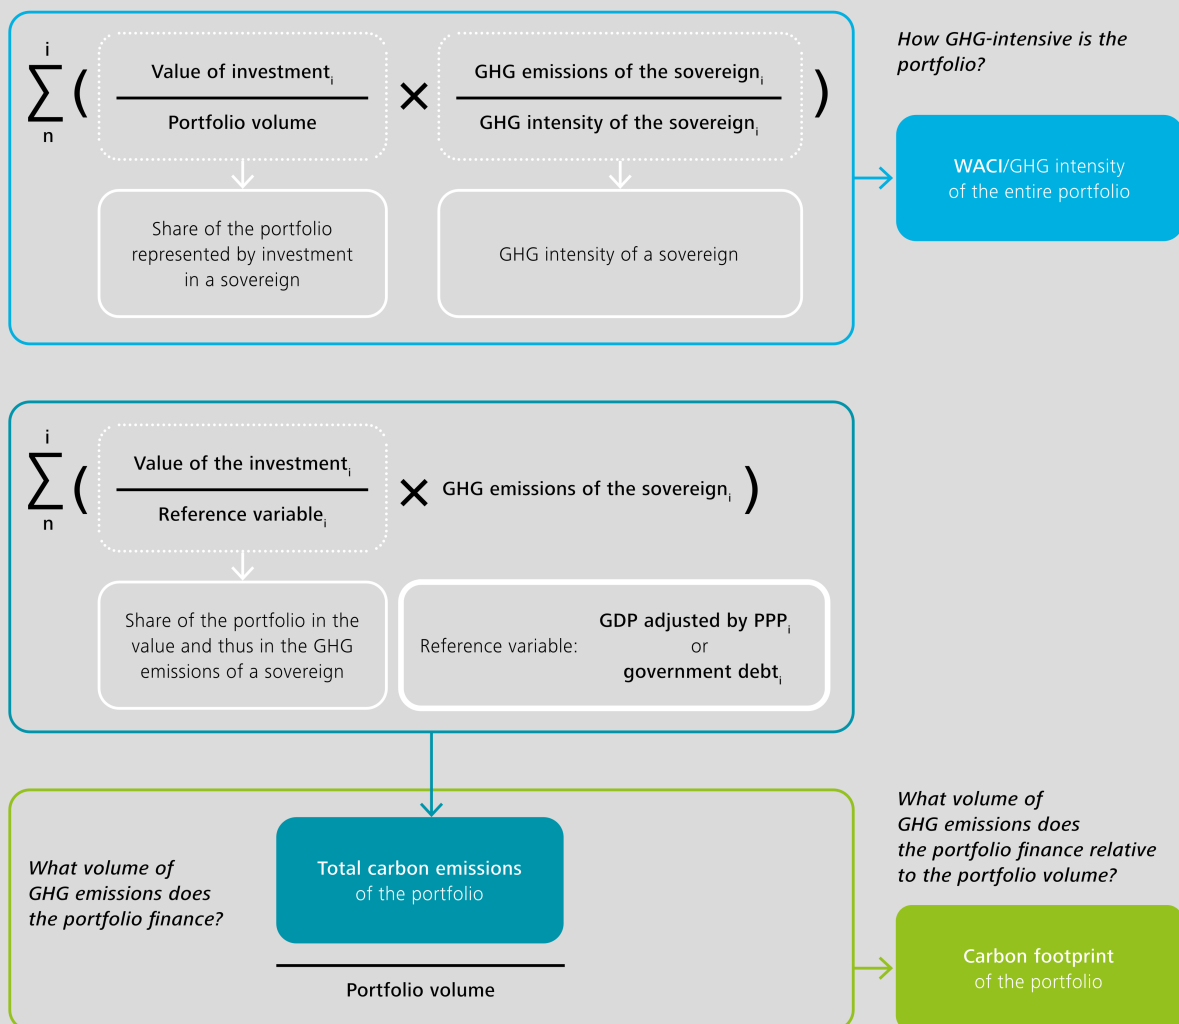 i
∑
n
(
Value of investmentᵢ
Portfolio volume
×
GHG emissions of the sovereignᵢ
GHG intensity of the sovereignᵢ
)
Share of the portfolio
represented by investment
in a sovereign
GHG intensity of a sovereign
How GHG-intensive is the
portfolio?
WACI/GHG intensity
of the entire portfolio
i
∑
n
(
Value of the investmentᵢ
Reference variableᵢ
×
GHG emissions of the sovereignᵢ
)
Share of the portfolio in the
value and thus in the GHG
emissions of a sovereign
Reference variable:
GDP adjusted by PPPᵢ
or
government debtᵢ
What volume of
GHG emissions does
the portfolio finance?
Total carbon emissions
of the portfolio
Portfolio volume
What volume of
GHG emissions does
the portfolio finance relative
to the portfolio volume?
Carbon footprint
of the portfolio